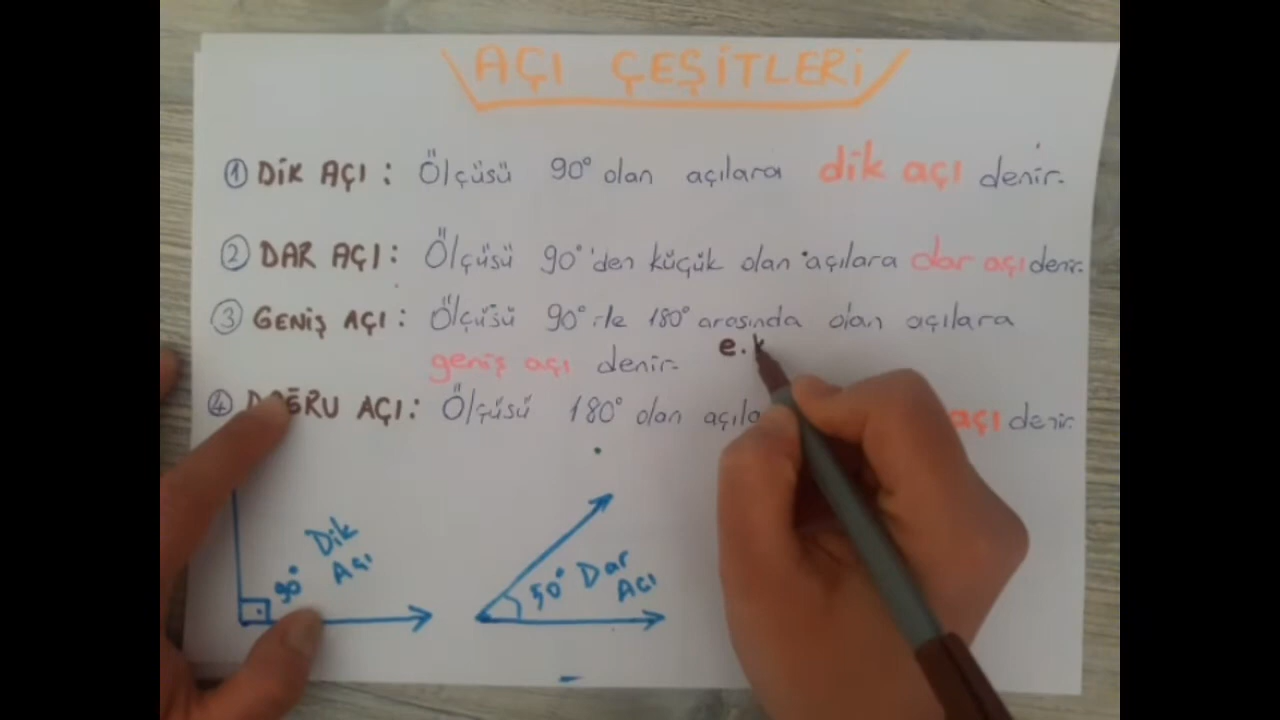 AÇI ÇEŞİTLERİ
① DİK AÇI : Ölçüsü 90° olan açılara dik açı denir.
② DAR AÇI : Ölçüsü 90°'den küçük olan açılara dar açı denir.
③ GENİŞ AÇI : Ölçüsü 90° ile 180° arasında olan açılara
geniş açı denir. e.k
④ AÇI : Ölçüsü 180° olan açı denir.
90° Dik Açı
50° Dar Açı